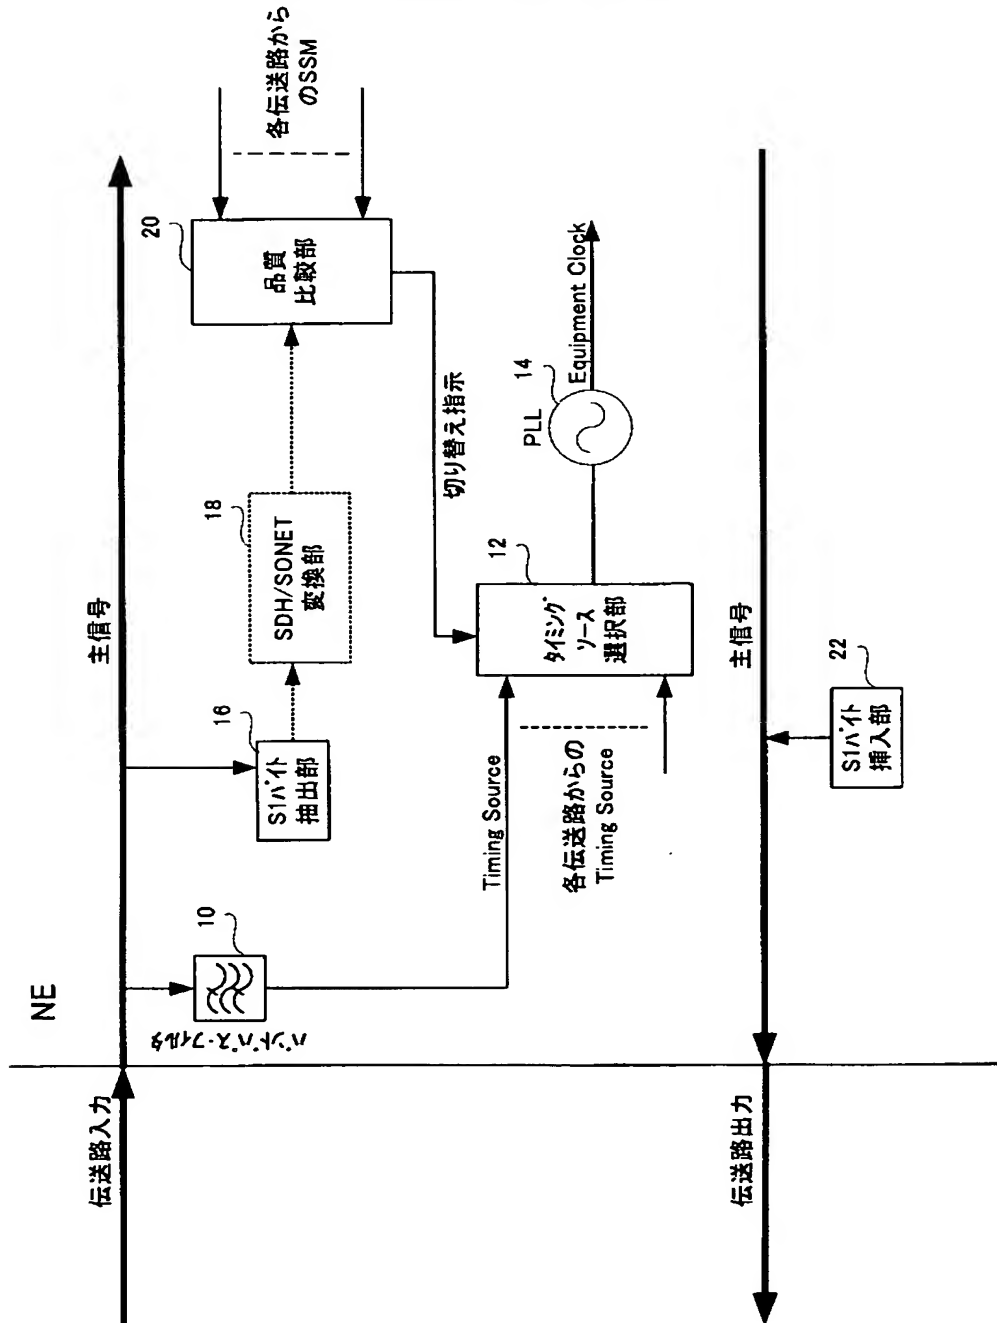 NE
伝送路入力
主信号
バンドパス・フィルタ
10
S1バイト
抽出部
16
SDH/SONET
変換部
18
品質
比較部
20
各伝送路から
のSSM
切り替え指示
Timing Source
各伝送路からの
Timing Source
タイミング
ソース
選択部
12
PLL
14
Equipment Clock
伝送路出力
主信号
S1バイト
挿入部
22